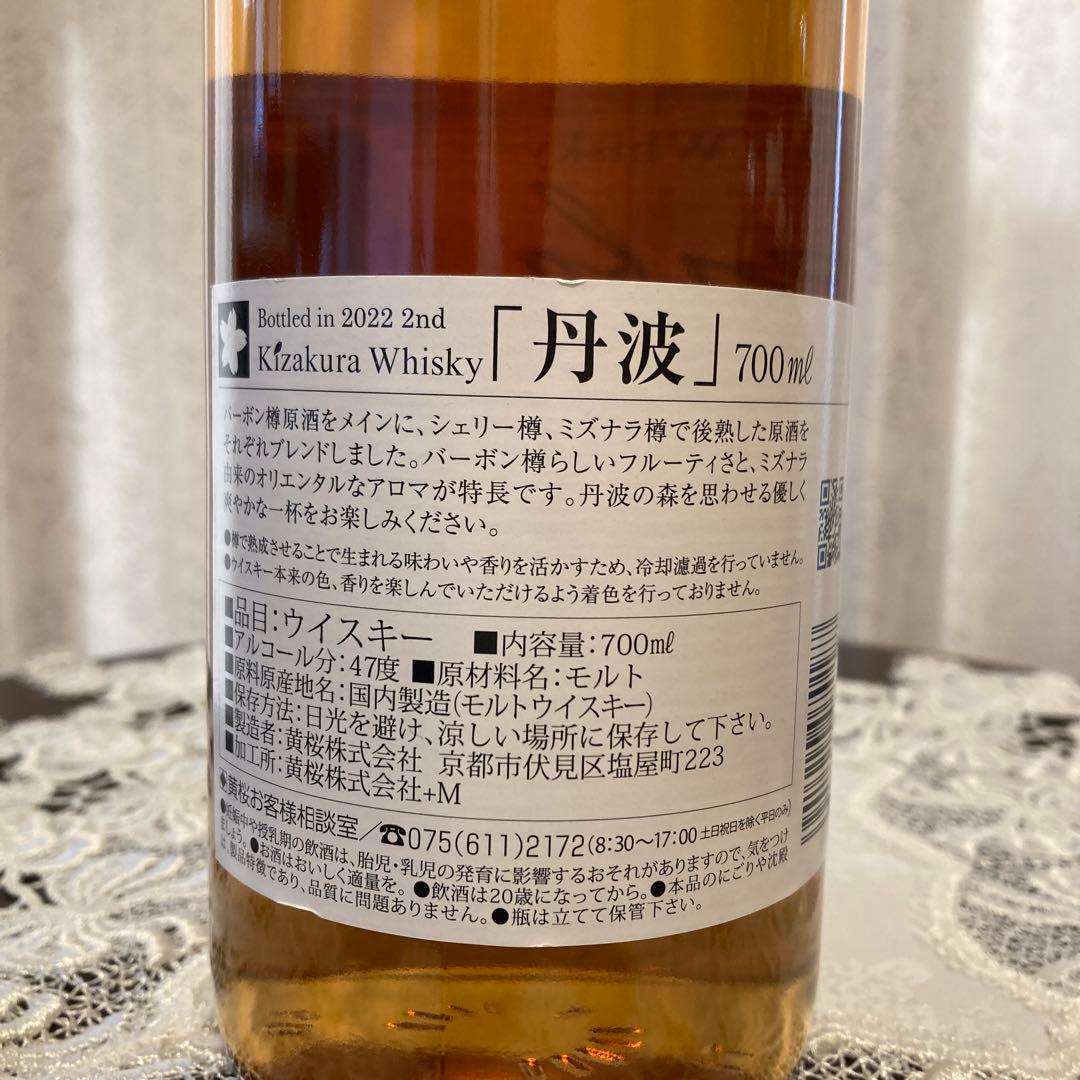 Bottled in 2022 2nd
Kizakura Whisky「丹波」700ml
バーボン樽原酒をメインに、シェリー樽、ミズナラ樽で後熟した原酒を
それぞれブレンドしました。バーボン樽らしいフルーティさと、ミズナラ
由来のオリエンタルなアロマが特長です。丹波の森を思わせる優しく
爽やかな一杯をお楽しみください。
●樽で熟成させることで生まれる味わいや香りを活かすため、冷却濾過を行っていません。
●ウイスキー本来の色、香りを楽しんでいただけるよう着色を行っておりません。
■品目:ウイスキー ■内容量:700㎖
■アルコール分:47度 ■原材料名:モルト
■原料原産地名:国内製造(モルトウイスキー)
■保存方法:日光を避け、涼しい場所に保存して下さい。
■製造者:黄桜株式会社 京都市伏見区塩屋町223
■加工所:黄桜株式会社+M
黄桜お客様相談室/☎075(611)2172(8:30~17:00 土日祝日を除く平日のみ)
●妊娠中や授乳期の飲酒は、胎児・乳児の発育に影響するおそれがありますので、気をつけ
ましょう。●お酒はおいしく適量を。●飲酒は20歳になってから。●本品のにごりや沈殿
は、製品特徴であり、品質に問題ありません。●瓶は立てて保管下さい。
Whisky